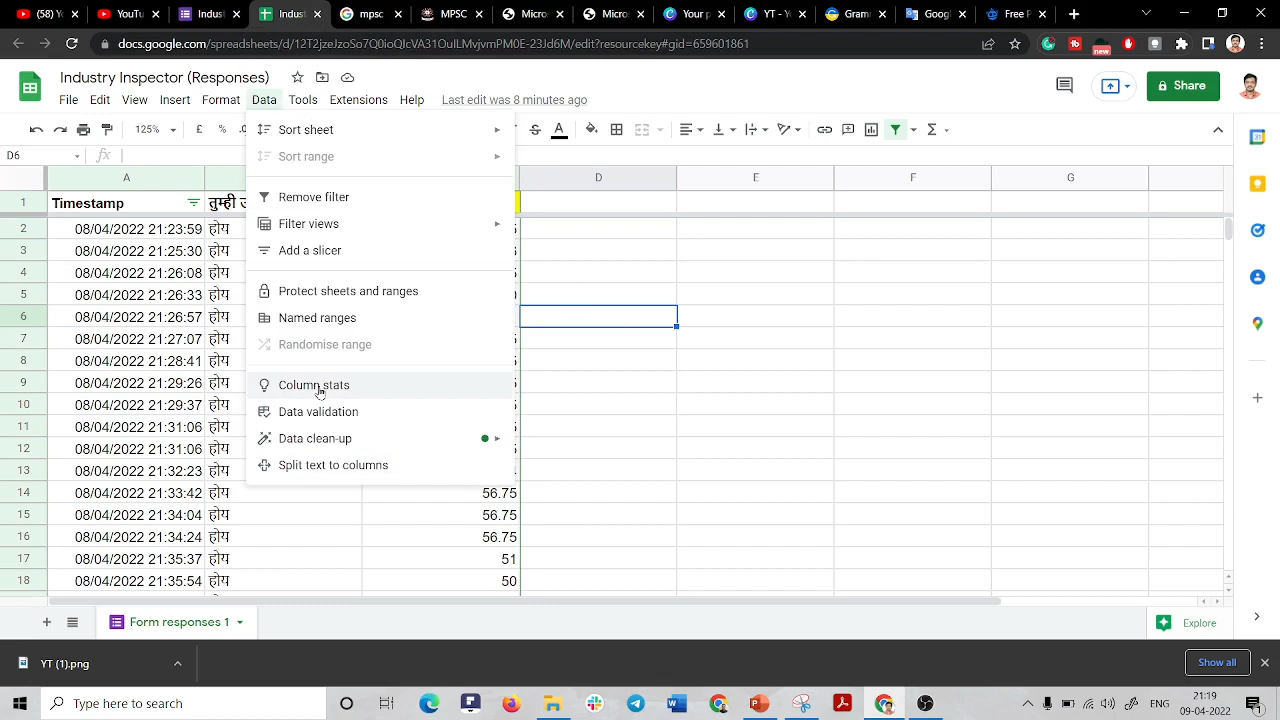 (58) Y
YouTu
Indust
Indust
mpsc
MPSC
Micros
Micros
Your p
YT - Yo
Gram
Googl
Free P
docs.google.com/spreadsheets/d/12T2jzeJzoSo7Q0IoQIcVA31OdLMvjvmPM0E-23Jd6M/edit?resourcekey#gid=659601861
new
Industry Inspector (Responses)
File Edit View Insert Format Data Tools Extensions Help Last edit was 8 minutes ago
Share
125% £ % .0
D6 fx
Sort sheet
Sort range
Remove filter
Filter views
Add a slicer
Protect sheets and ranges
Named ranges
Randomise range
Column stats
Data validation
Data clean-up
Split text to columns
A D E F G
1 Timestamp
2 08/04/2022 21:23:59 होय
3 08/04/2022 21:25:30 होय
4 08/04/2022 21:26:08 होय
5 08/04/2022 21:26:33 होय
6 08/04/2022 21:26:57 होय
7 08/04/2022 21:27:07 होय
8 08/04/2022 21:28:41 होय
9 08/04/2022 21:29:26 होय
10 08/04/2022 21:29:37 होय
11 08/04/2022 21:31:06 होय
12 08/04/2022 21:31:06 होय
13 08/04/2022 21:32:23 होय
14 08/04/2022 21:33:42 होय 56.75
15 08/04/2022 21:34:04 होय 56.75
16 08/04/2022 21:34:24 होय 56.75
17 08/04/2022 21:35:37 होय 51
18 08/04/2022 21:35:54 होय 50
Form responses 1
Explore
YT (1).png
Show all
Type here to search
ENG
21:19
09-04-2022